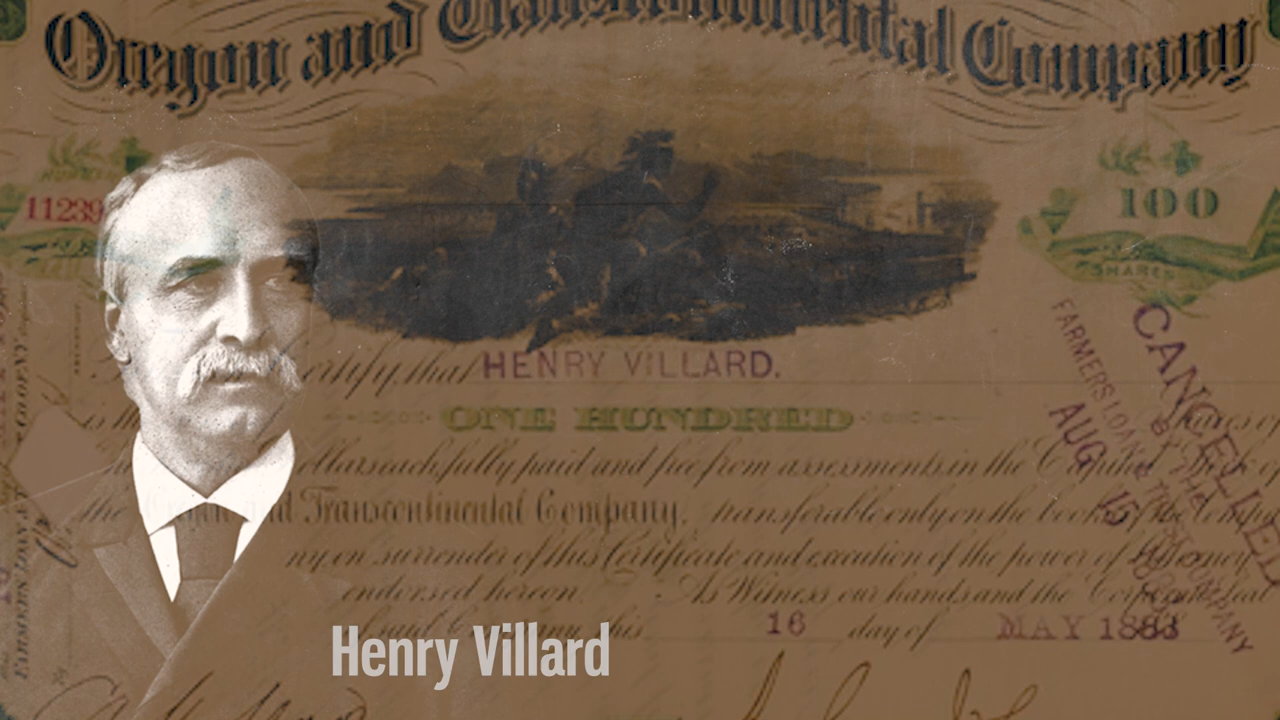 Oregon and Transcontinental Company
11239
100
SHARES
certify that HENRY VILLARD.
ONE HUNDRED
dollars each fully paid and free from assessments in the Capital Stock of
the Oregon and Transcontinental Company, transferable only on the books of the Company
on surrender of this Certificate and execution of the power of Attorney
endorsed hereon. As Witness our hands and the Corporate Seal
this 16 day of MAY 1883
CANCELLED
FARMERS LOAN & TRUST COMPANY
AUG 15
Henry Villard